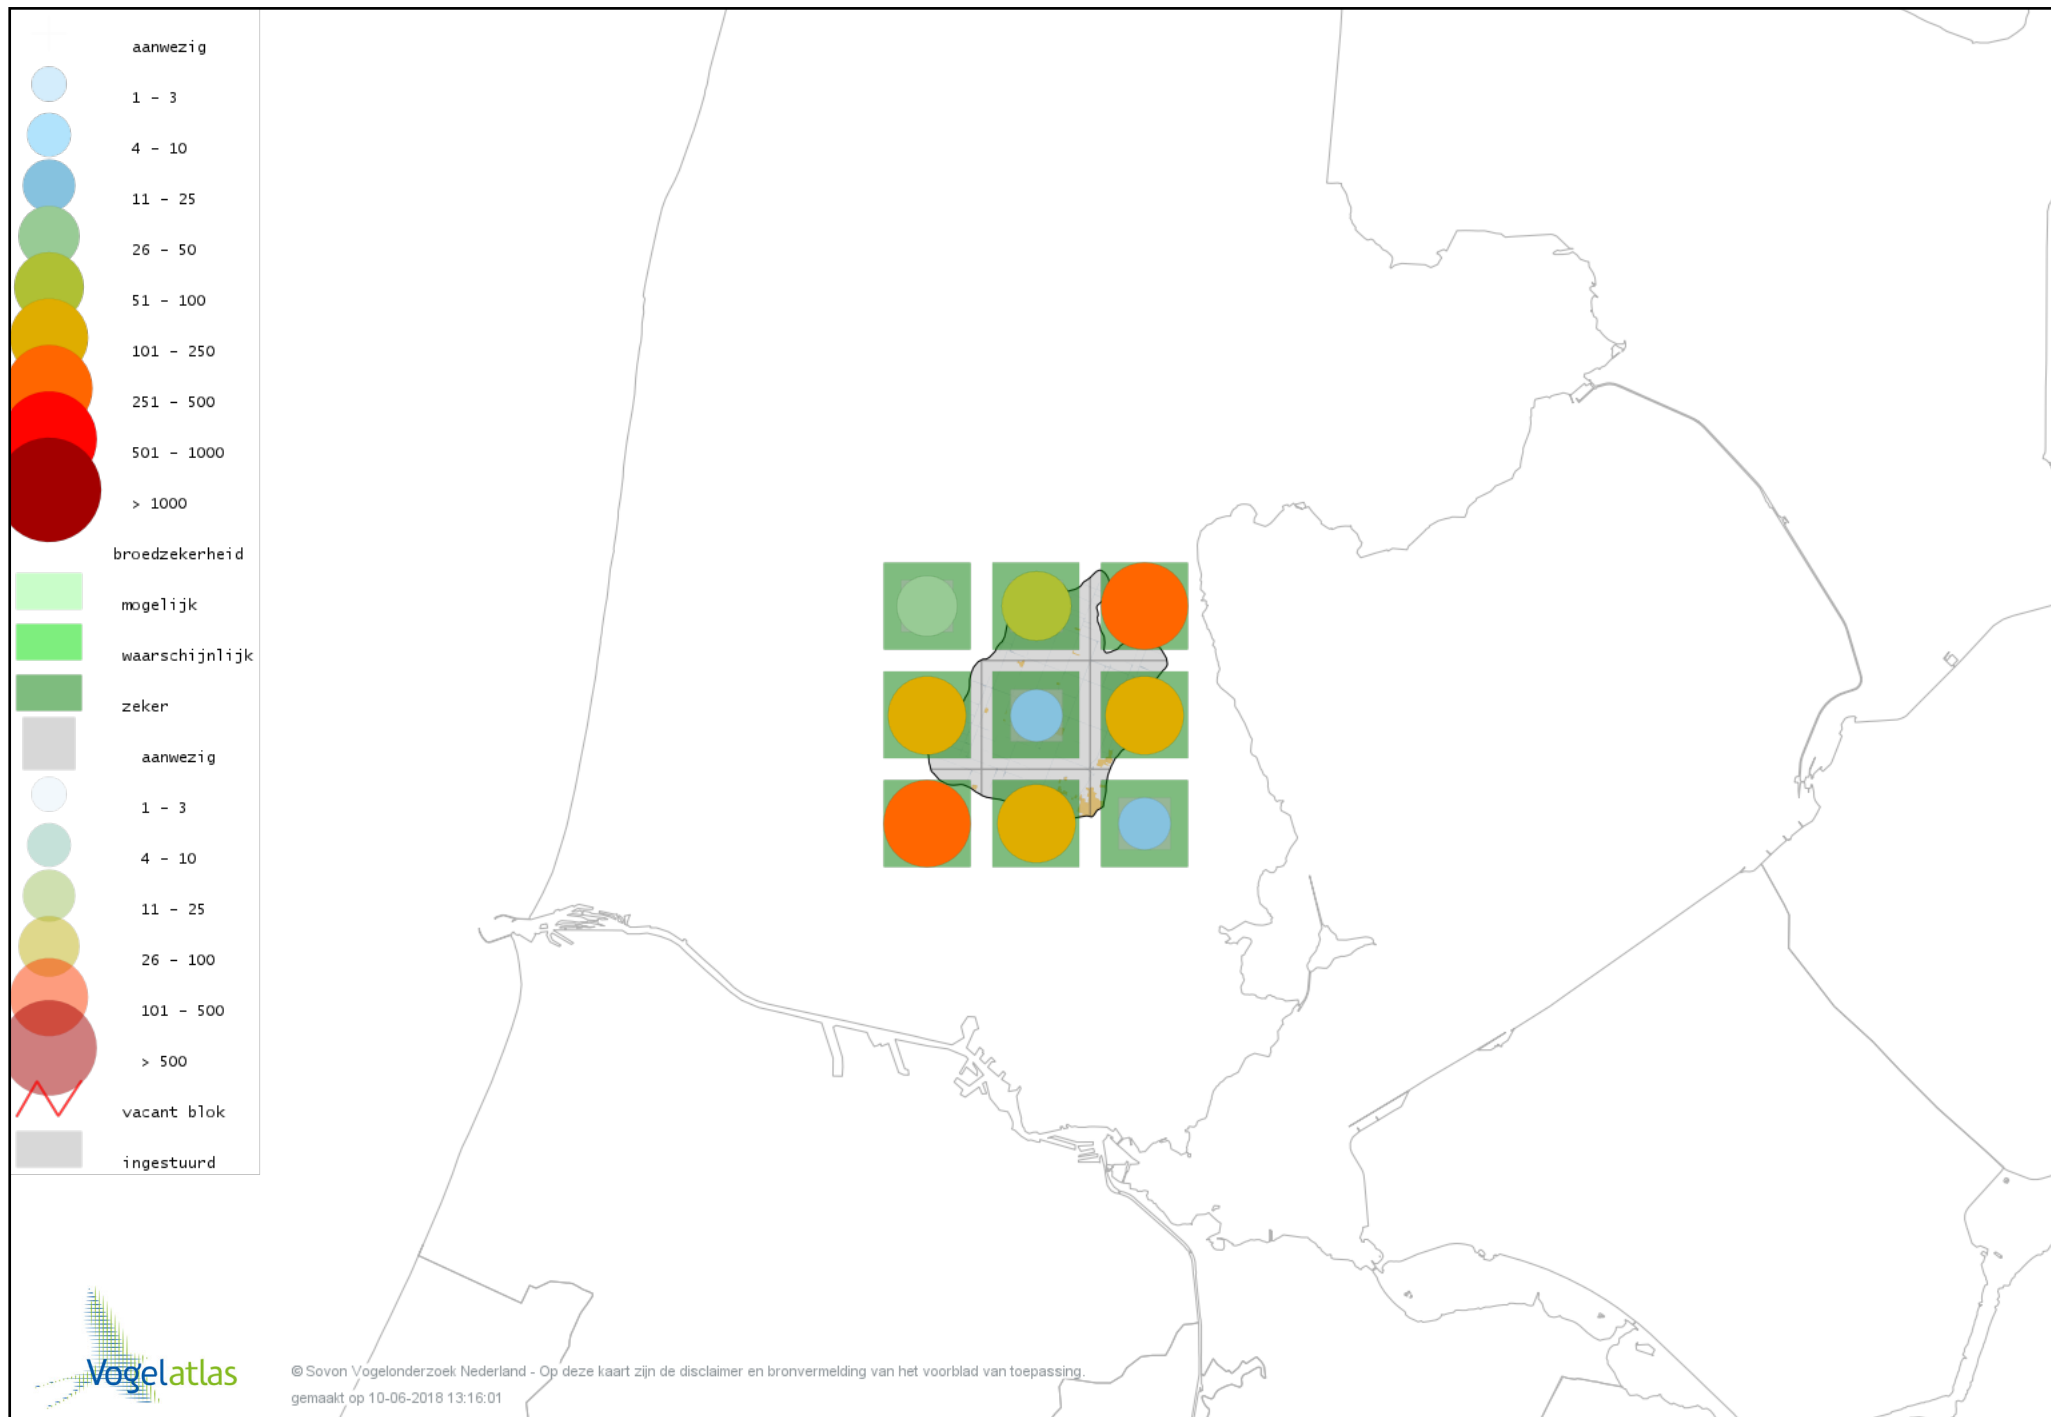 aanwezig
1 – 3
4 – 10
11 – 25
26 – 50
51 – 100
101 – 250
251 – 500
501 – 1000
> 1000
broedzekerheid
mogelijk
waarschijnlijk
zeker
aanwezig
1 – 3
4 – 10
11 – 25
26 – 100
101 – 500
> 500
vacant blok
ingestuurd
Vogelatlas
© Sovon Vogelonderzoek Nederland - Op deze kaart zijn de disclaimer en bronvermelding van het voorblad van toepassing.
gemaakt op 10-06-2018 13:16:01